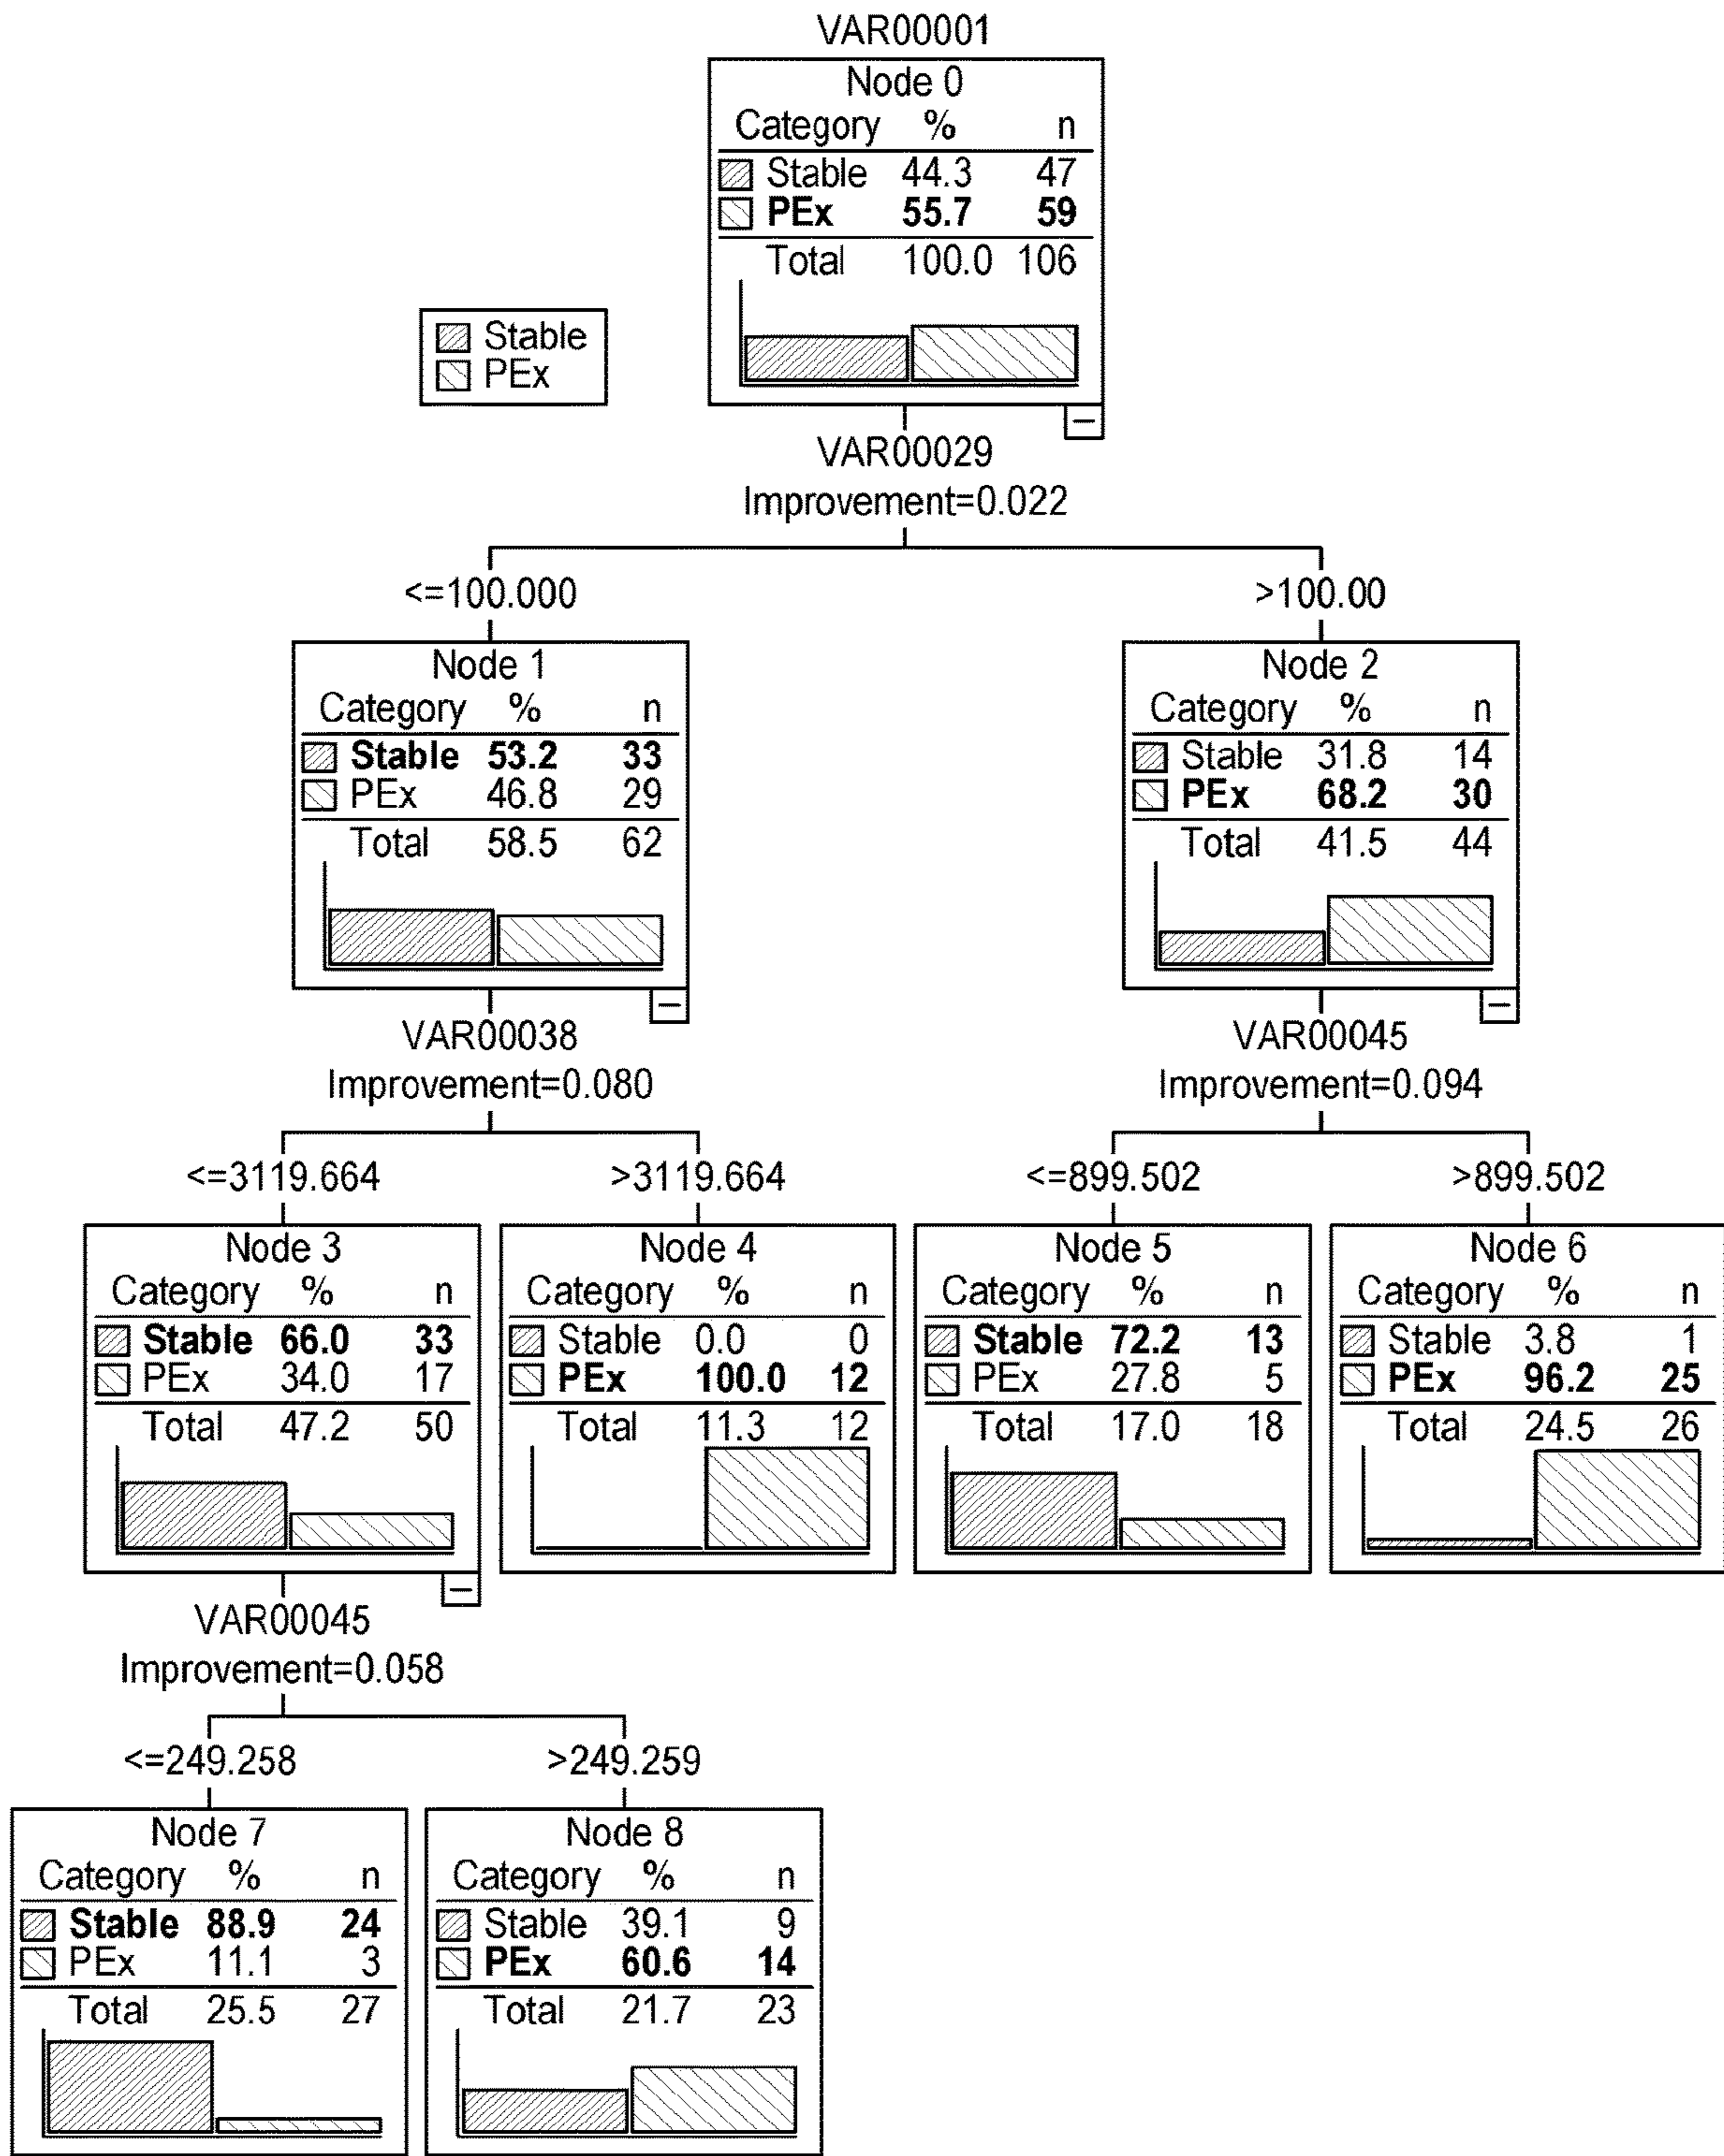 VAR00001
Node 0
Category % n
Stable 44.3 47
PEx 55.7 59
Total 100.0 106
Stable
PEx
VAR00029
Improvement=0.022
<=100.000
>100.00
Node 1
Category % n
Stable 53.2 33
PEx 46.8 29
Total 58.5 62
Node 2
Category % n
Stable 31.8 14
PEx 68.2 30
Total 41.5 44
VAR00038
Improvement=0.080
VAR00045
Improvement=0.094
<=3119.664
>3119.664
<=899.502
>899.502
Node 3
Category % n
Stable 66.0 33
PEx 34.0 17
Total 47.2 50
Node 4
Category % n
Stable 0.0 0
PEx 100.0 12
Total 11.3 12
Node 5
Category % n
Stable 72.2 13
PEx 27.8 5
Total 17.0 18
Node 6
Category % n
Stable 3.8 1
PEx 96.2 25
Total 24.5 26
VAR00045
Improvement=0.058
<=249.258
>249.259
Node 7
Category % n
Stable 88.9 24
PEx 11.1 3
Total 25.5 27
Node 8
Category % n
Stable 39.1 9
PEx 60.6 14
Total 21.7 23